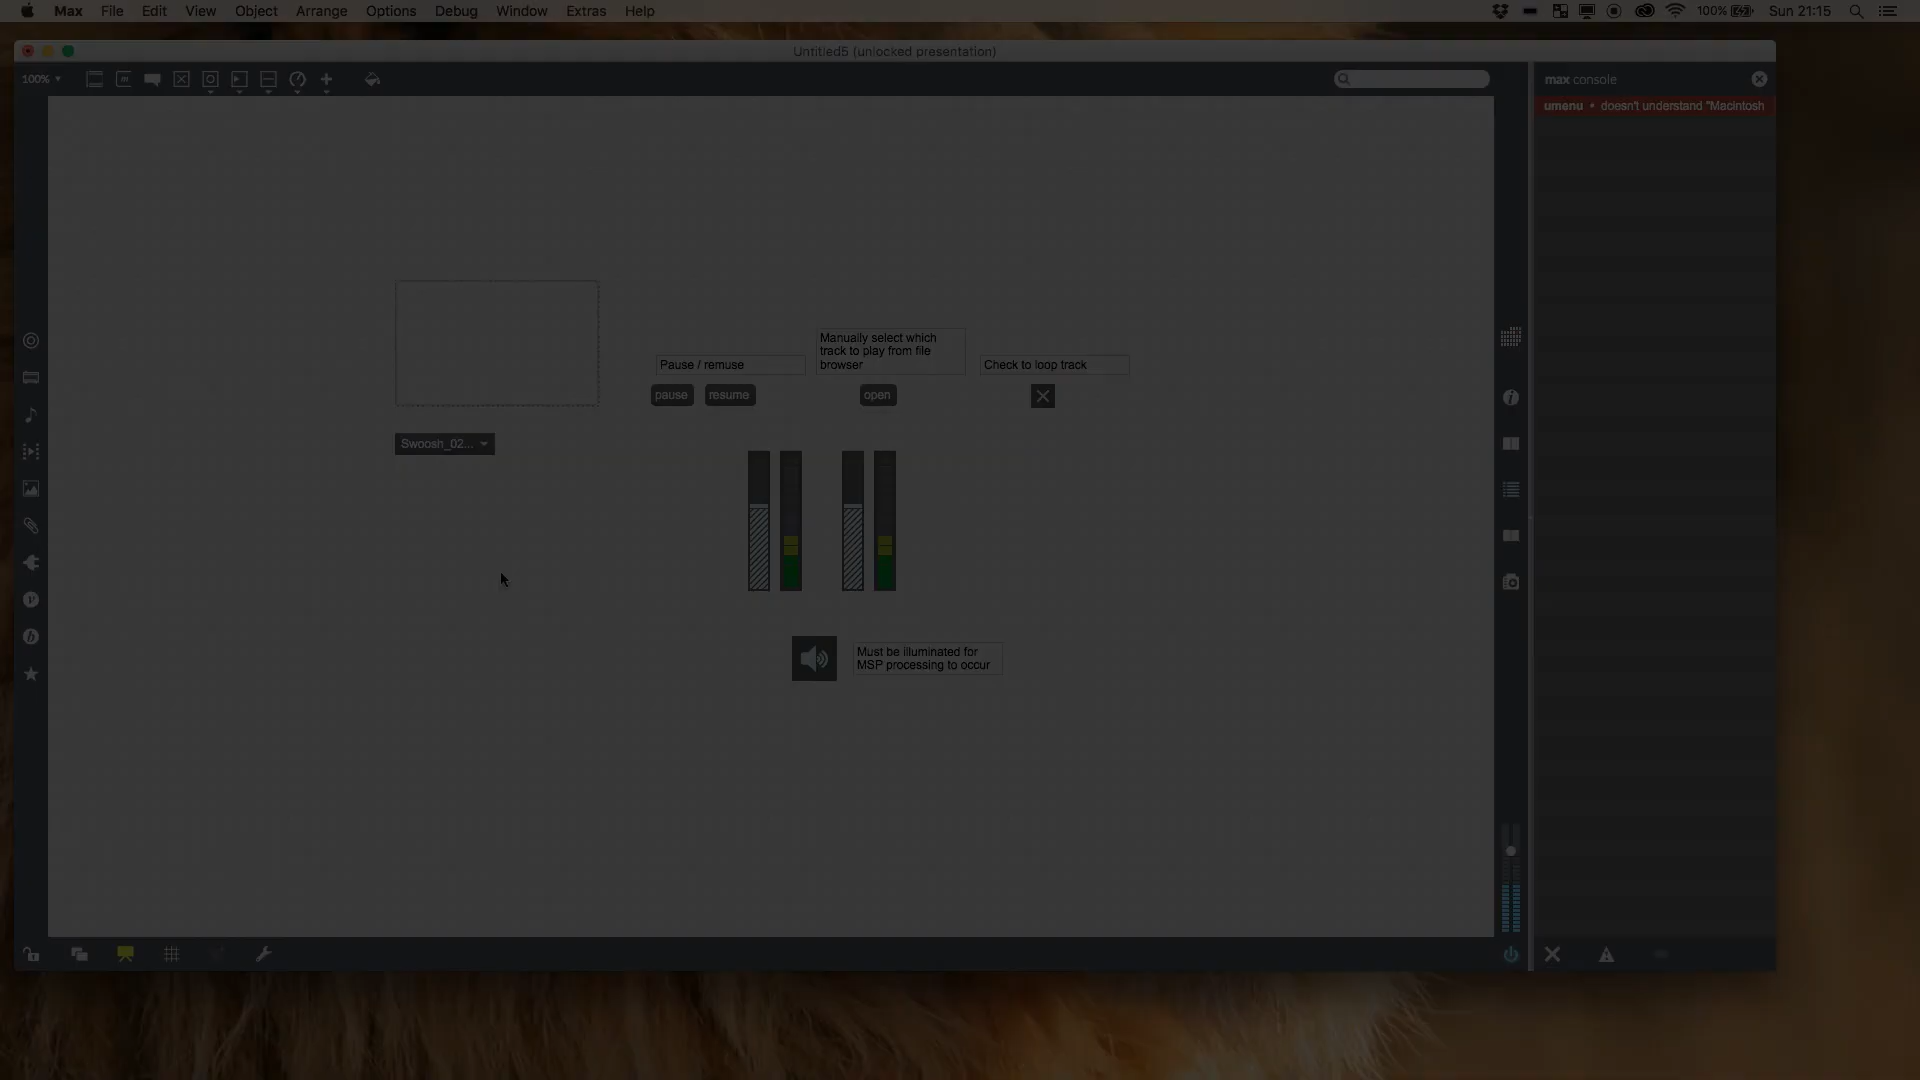 Max File Edit View Object Arrange Options Debug Window Extras Help 100% Sun 21:15
Untitled5 (unlocked presentation)
100%
max console
umenu • doesn't understand "Macintosh
Manually select which
track to play from file
browser
Pause / remuse
Check to loop track
pause resume open
Swoosh_02...
Must be illuminated for
MSP processing to occur